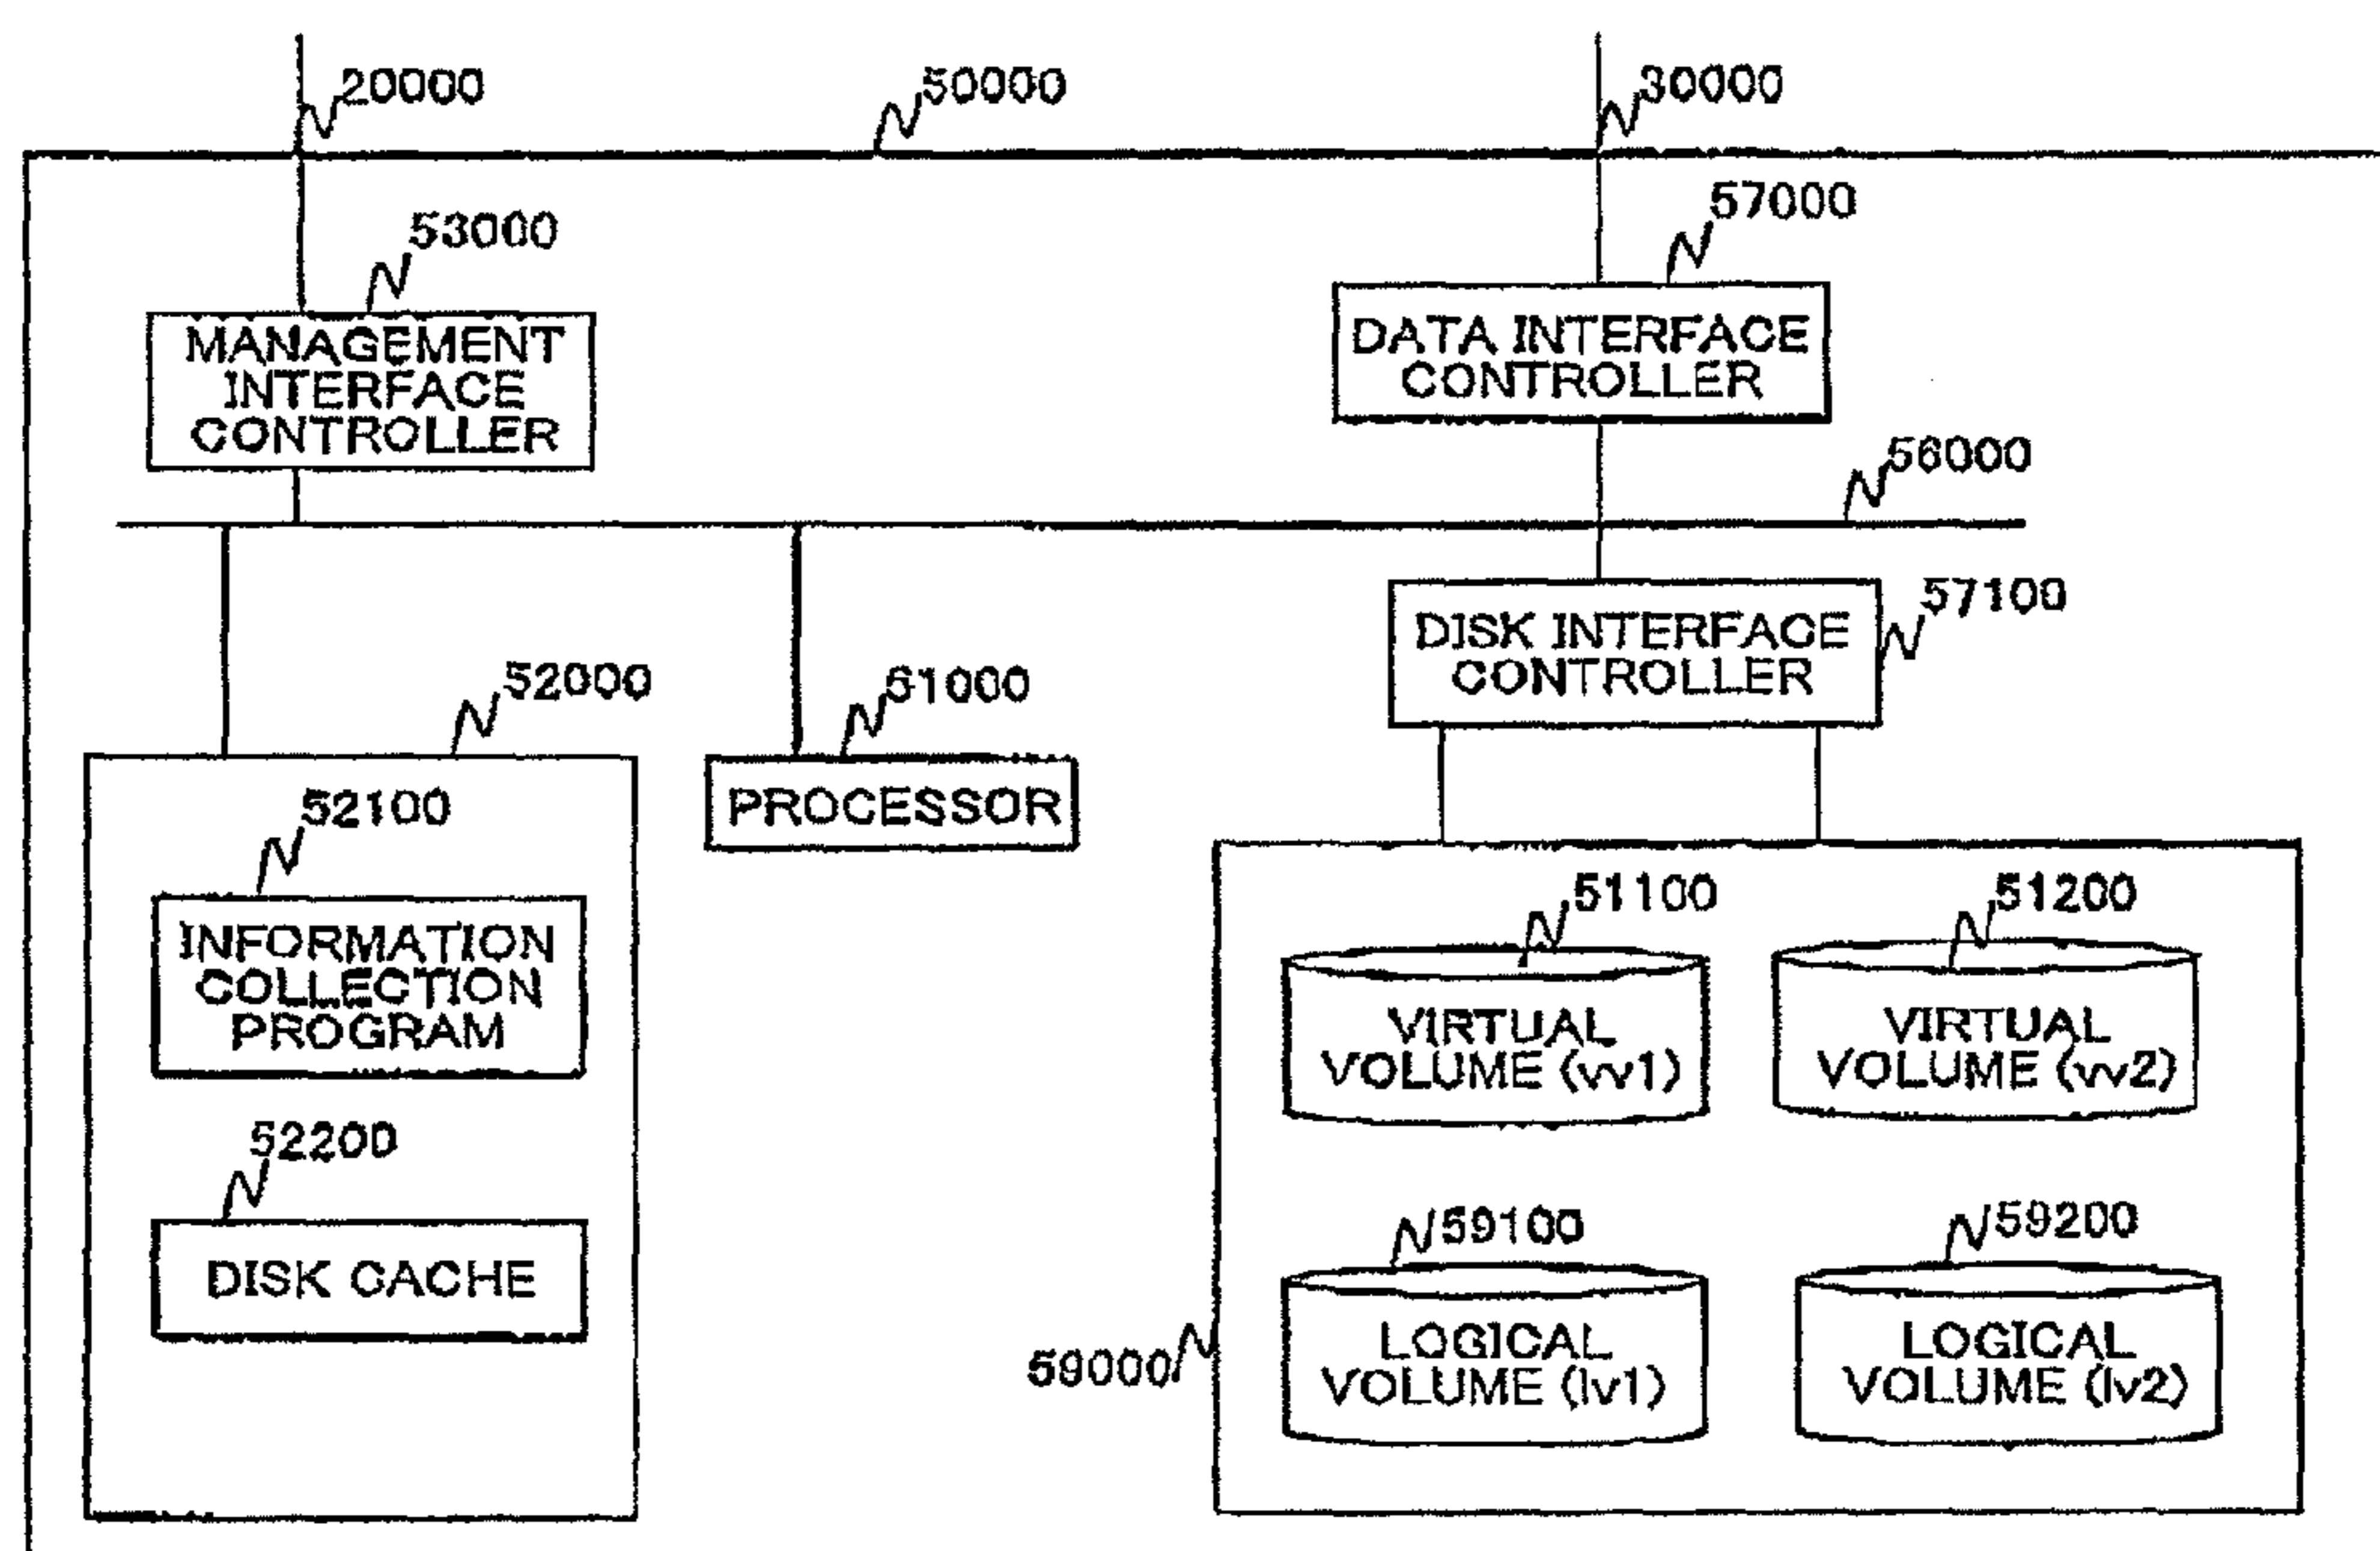 20000
50000
30000
53000
57000
MANAGEMENT
INTERFACE
CONTROLLER
DATA INTERFACE
CONTROLLER
56000
DISK INTERFACE
CONTROLLER
57100
52000
51000
PROCESSOR
52100
INFORMATION
COLLECTION
PROGRAM
52200
DISK CACHE
51100
51200
VIRTUAL
VOLUME (vv1)
VIRTUAL
VOLUME (vv2)
59100
59200
59000
LOGICAL
VOLUME (lv1)
LOGICAL
VOLUME (lv2)